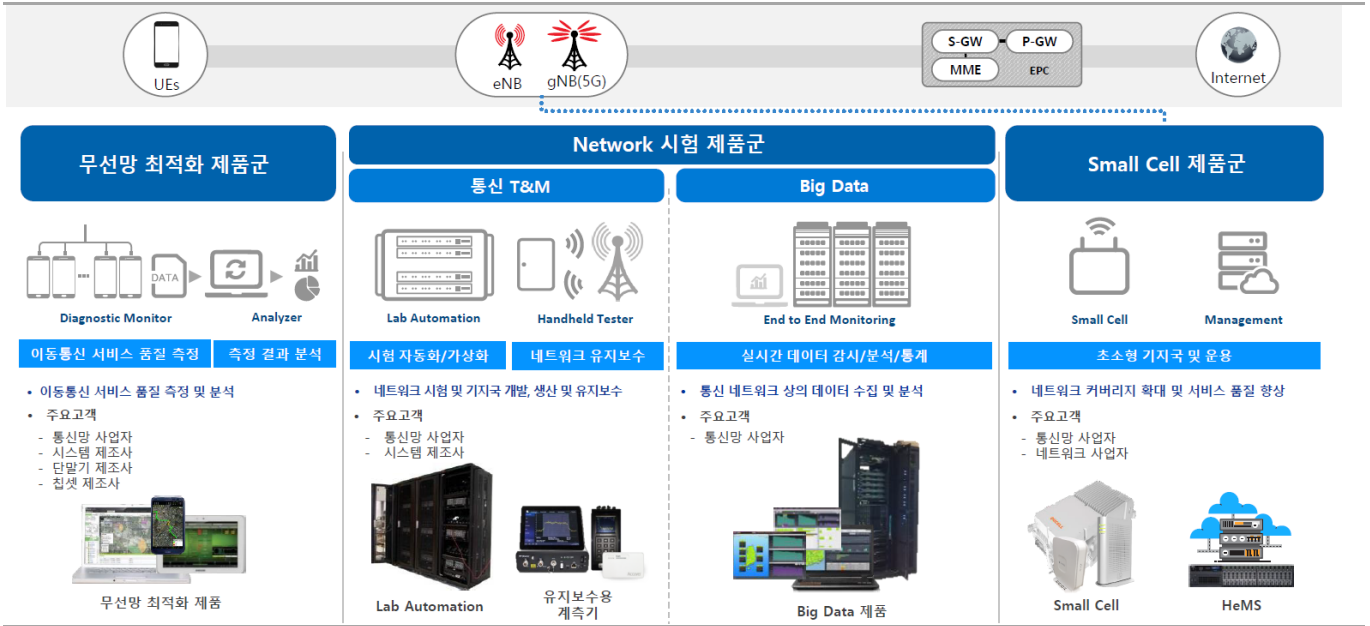 UEs
eNB
gNB(5G)
S-GW
P-GW
MME
EPC
Internet
무선망 최적화 제품군
Diagnostic Monitor
Analyzer
DATA
이동통신 서비스 품질 측정
측정 결과 분석
• 이동통신 서비스 품질 측정 및 분석
• 주요고객
- 통신망 사업자
- 시스템 제조사
- 단말기 제조사
- 칩셋 제조사
무선망 최적화 제품
Network 시험 제품군
통신 T&M
Lab Automation
Handheld Tester
시험 자동화/가상화
네트워크 유지보수
• 네트워크 시험 및 기지국 개발, 생산 및 유지보수
• 주요고객
- 통신망 사업자
- 시스템 제조사
Lab Automation
유지보수용
계측기
Big Data
End to End Monitoring
실시간 데이터 감시/분석/통계
• 통신 네트워크 상의 데이터 수집 및 분석
• 주요고객
- 통신망 사업자
Big Data 제품
Small Cell 제품군
Small Cell
Management
초소형 기지국 및 운용
• 네트워크 커버리지 확대 및 서비스 품질 향상
• 주요고객
- 통신망 사업자
- 네트워크 사업자
Small Cell
HeMS